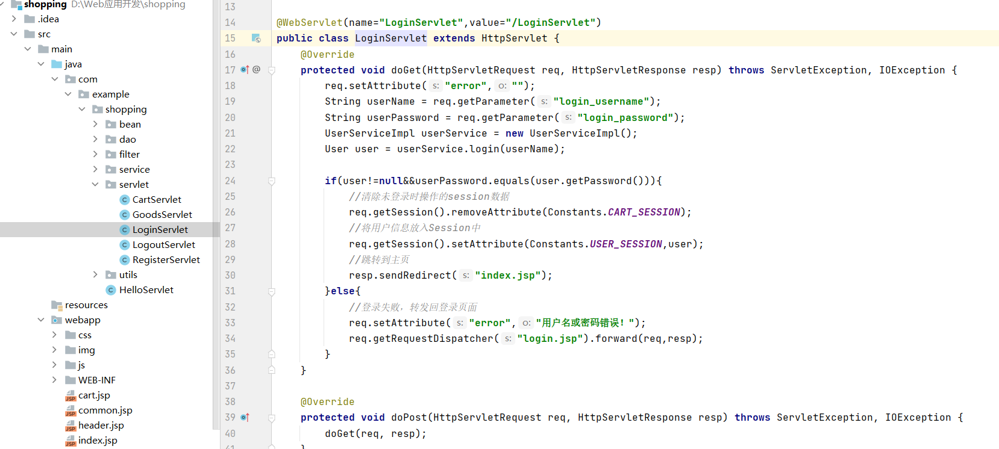 shopping D:\Web应用开发\shopping
.idea
src
main
java
com
example
shopping
bean
dao
filter
service
servlet
CartServlet
GoodsServlet
LoginServlet
LogoutServlet
RegisterServlet
utils
HelloServlet
resources
webapp
css
img
js
WEB-INF
cart.jsp
common.jsp
header.jsp
index.jsp
13
14 @WebServlet(name="LoginServlet",value="/LoginServlet")
15 public class LoginServlet extends HttpServlet {
16 @Override
17 @ protected void doGet(HttpServletRequest req, HttpServletResponse resp) throws ServletException, IOException {
18 req.setAttribute( s: "error", o: "");
19 String userName = req.getParameter( s: "login_username");
20 String userPassword = req.getParameter( s: "login_password");
21 UserServiceImpl userService = new UserServiceImpl();
22 User user = userService.login(userName);
23
24 if(user!=null&&userPassword.equals(user.getPassword())){
25 //清除未登录时操作的session数据
26 req.getSession().removeAttribute(Constants.CART_SESSION);
27 //将用户信息放入Session中
28 req.getSession().setAttribute(Constants.USER_SESSION,user);
29 //跳转到主页
30 resp.sendRedirect( s: "index.jsp");
31 }else{
32 //登录失败，转发回登录页面
33 req.setAttribute( s: "error", o: "用户名或密码错误！");
34 req.getRequestDispatcher( s: "login.jsp").forward(req,resp);
35 }
36 }
37
38 @Override
39 protected void doPost(HttpServletRequest req, HttpServletResponse resp) throws ServletException, IOException {
40 doGet(req, resp);
41 }